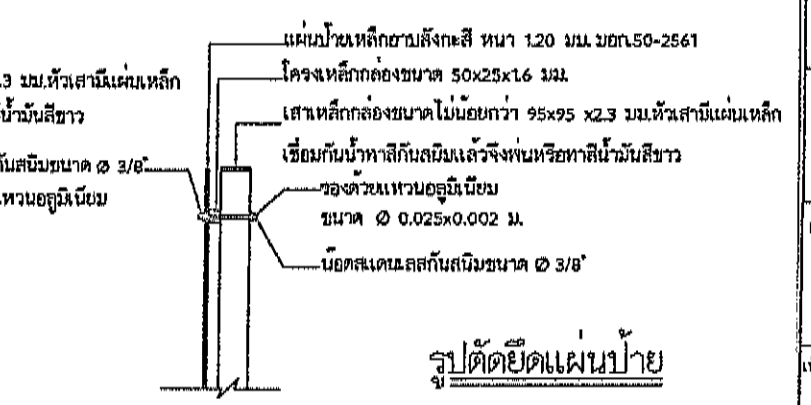 แผ่นป้ายเหล็กอาบสังกะสี หนา 1.20 มม. มอก.50-2561
โครงเหล็กกล่องขนาด 50x25x1.6 มม.
เสาเหล็กกล่องขนาดไม่น้อยกว่า 95x95 x2.3 มม.หัวเสามีแผ่นเหล็ก
เชื่อมกันน้ำทาสีกันสนิมแล้วจึงพ่นหรือทาสีน้ำมันสีขาว
รองด้วยแหวนอลูมิเนียม
ขนาด Ø 0.025x0.002 ม.
น๊อตสแตนเลสกันสนิมขนาด Ø 3/8"
.3 มม.หัวเสามีแผ่นเหล็ก
น้ำมันสีขาว
กันสนิมขนาด Ø 3/8"
แหวนอลูมิเนียม
รูปตัดยึดแผ่นป้าย